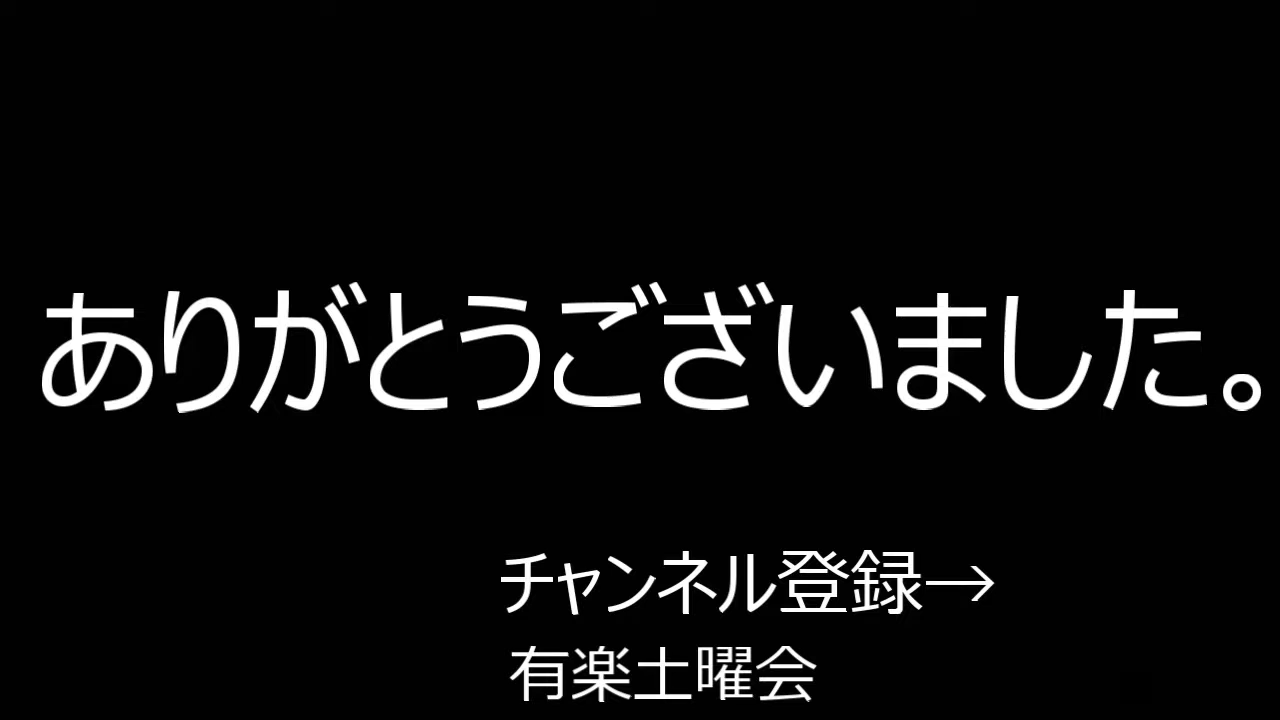 ありがとうございました。
チャンネル登録→
有楽土曜会